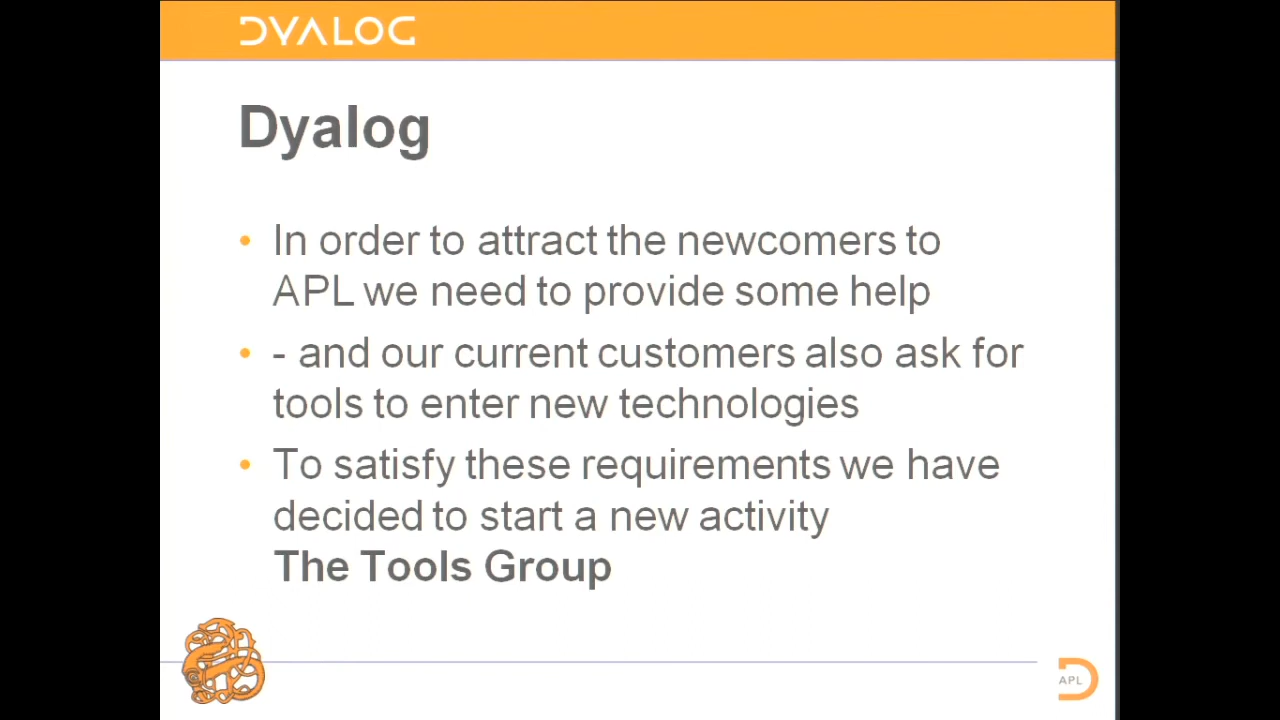 DYALOG
Dyalog
• In order to attract the newcomers to
APL we need to provide some help
• - and our current customers also ask for
tools to enter new technologies
• To satisfy these requirements we have
decided to start a new activity
The Tools Group
APL